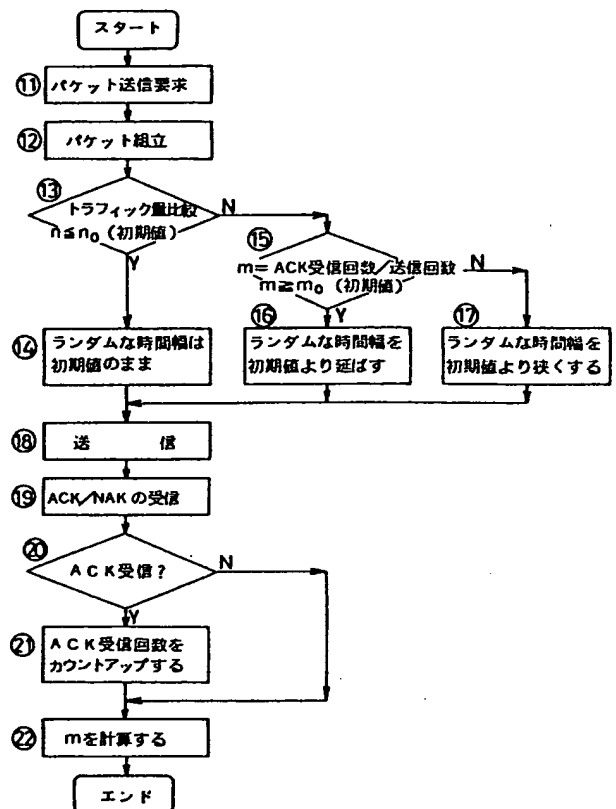 スタート
⑪ パケット送信要求
⑫ パケット組立
⑬
トラフィック量比較
n≦n₀(初期値)
N
Y
⑮
m=ACK受信回数/送信回数
m≧m₀(初期値)
N
Y
⑭
ランダムな時間幅は
初期値のまま
⑯
ランダムな時間幅を
初期値より延ばす
⑰
ランダムな時間幅を
初期値より狭くする
⑱ 送信
⑲ ACK/NAKの受信
⑳
ACK受信?
N
Y
㉑
ACK受信回数を
カウントアップする
㉒ mを計算する
エンド